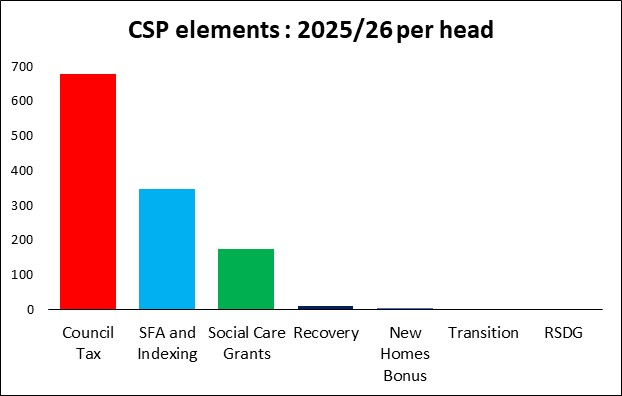 CSP elements : 2025/26 per head
700
600
500
400
300
200
100
0
Council SFA and Social Care Recovery New Transition RSDG
Tax Indexing Grants Homes
Bonus